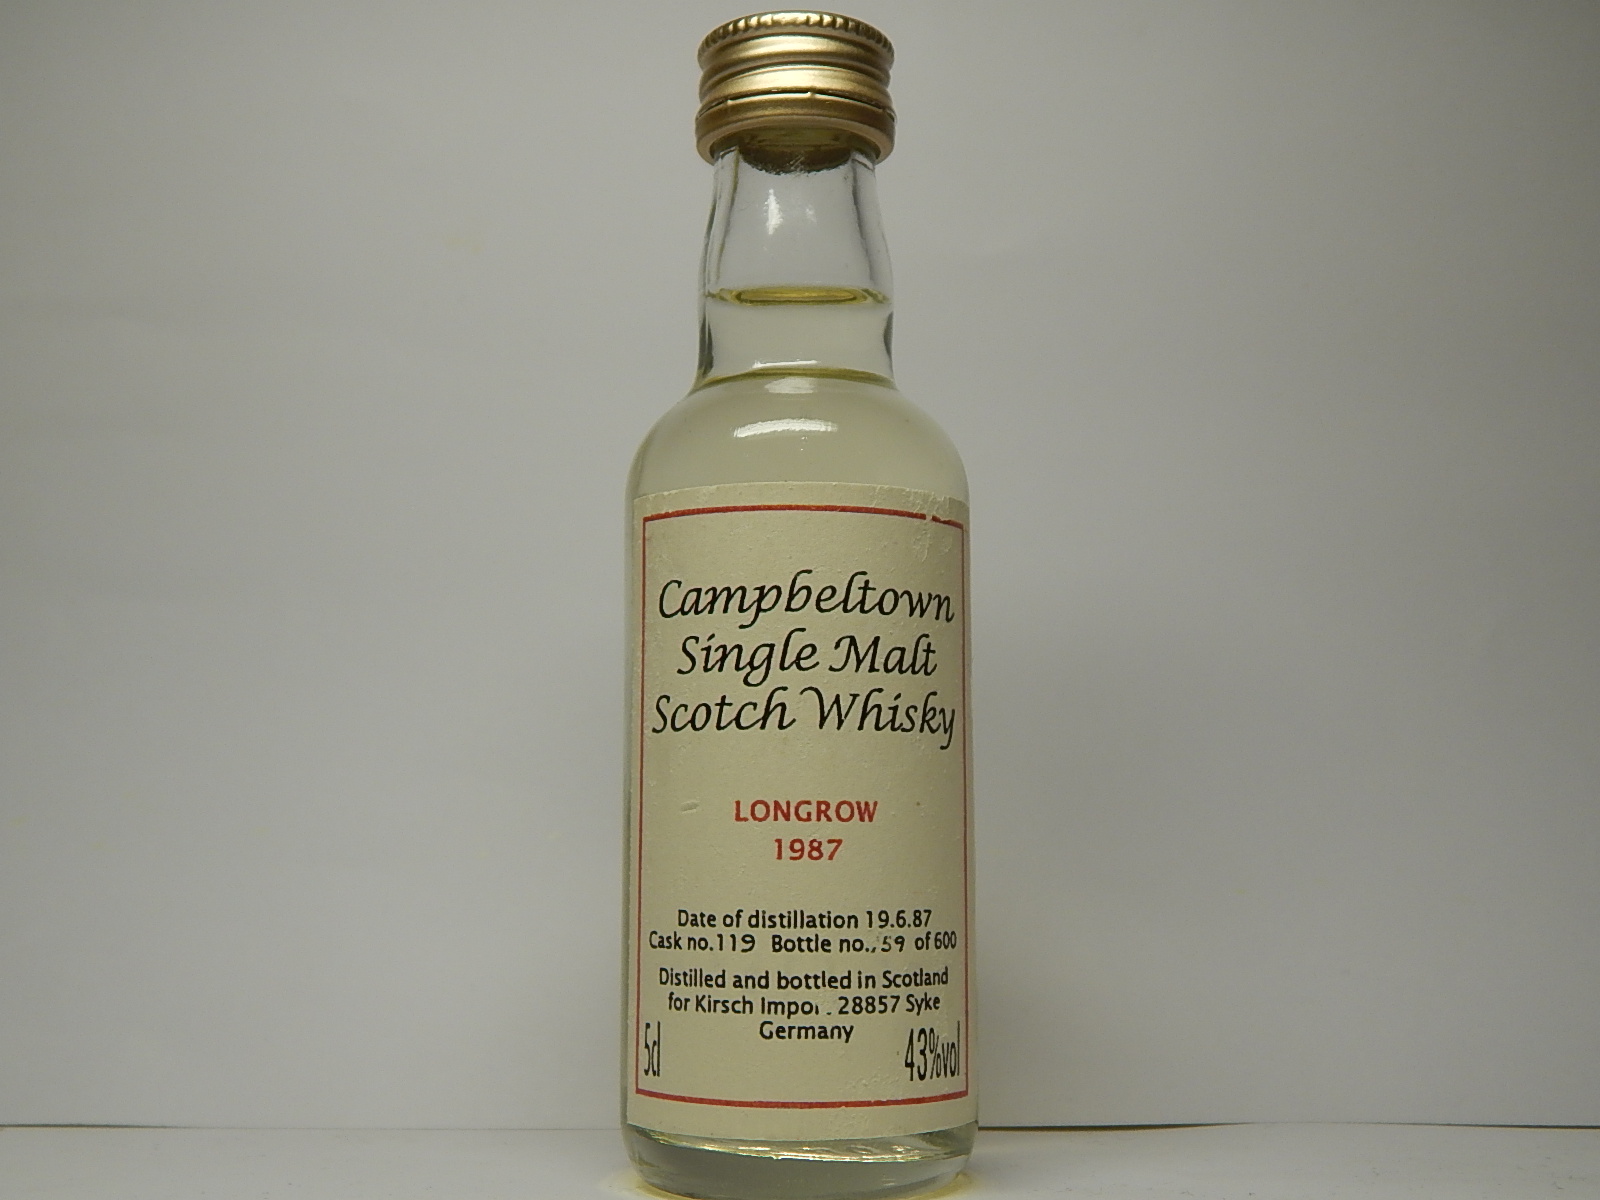 Campbeltown
Single Malt
Scotch Whisky
LONGROW
1987
Date of distillation 19.6.87
Cask no.119 Bottle no.. 59 of 600
Distilled and bottled in Scotland
for Kirsch 28857 Syke
Germany
5cl
43%vol